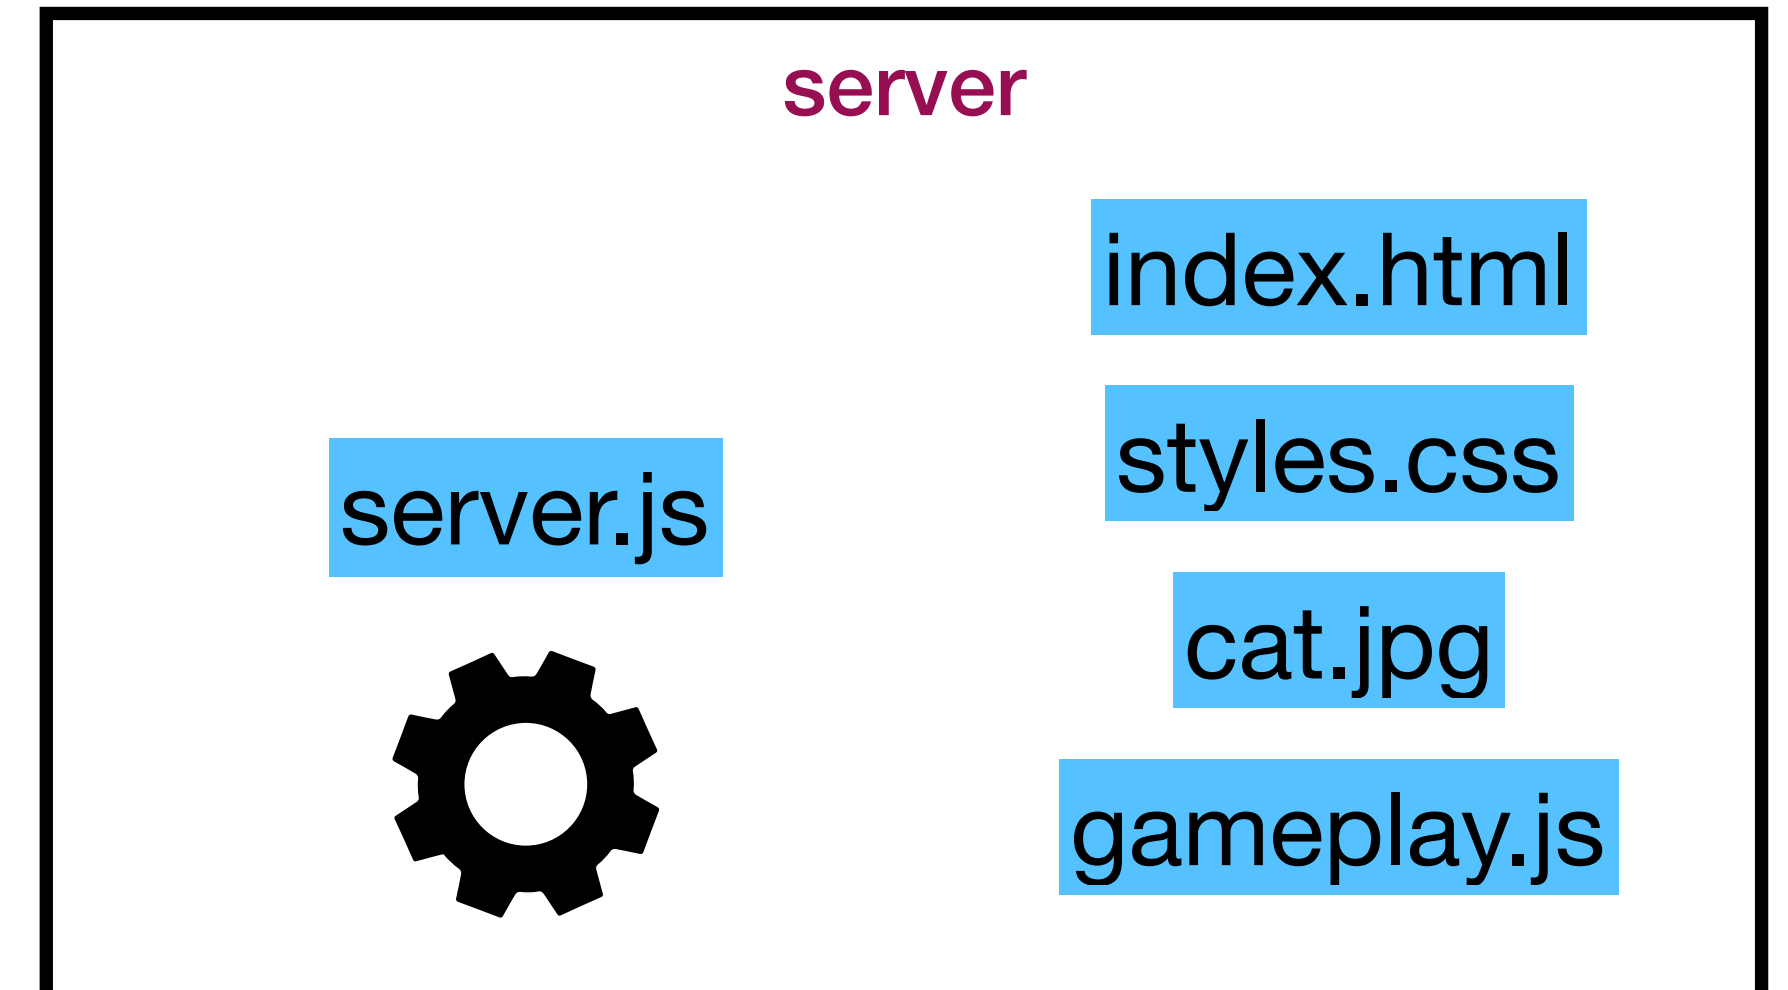 server
server.js
index.html
styles.css
cat.jpg
gameplay.js